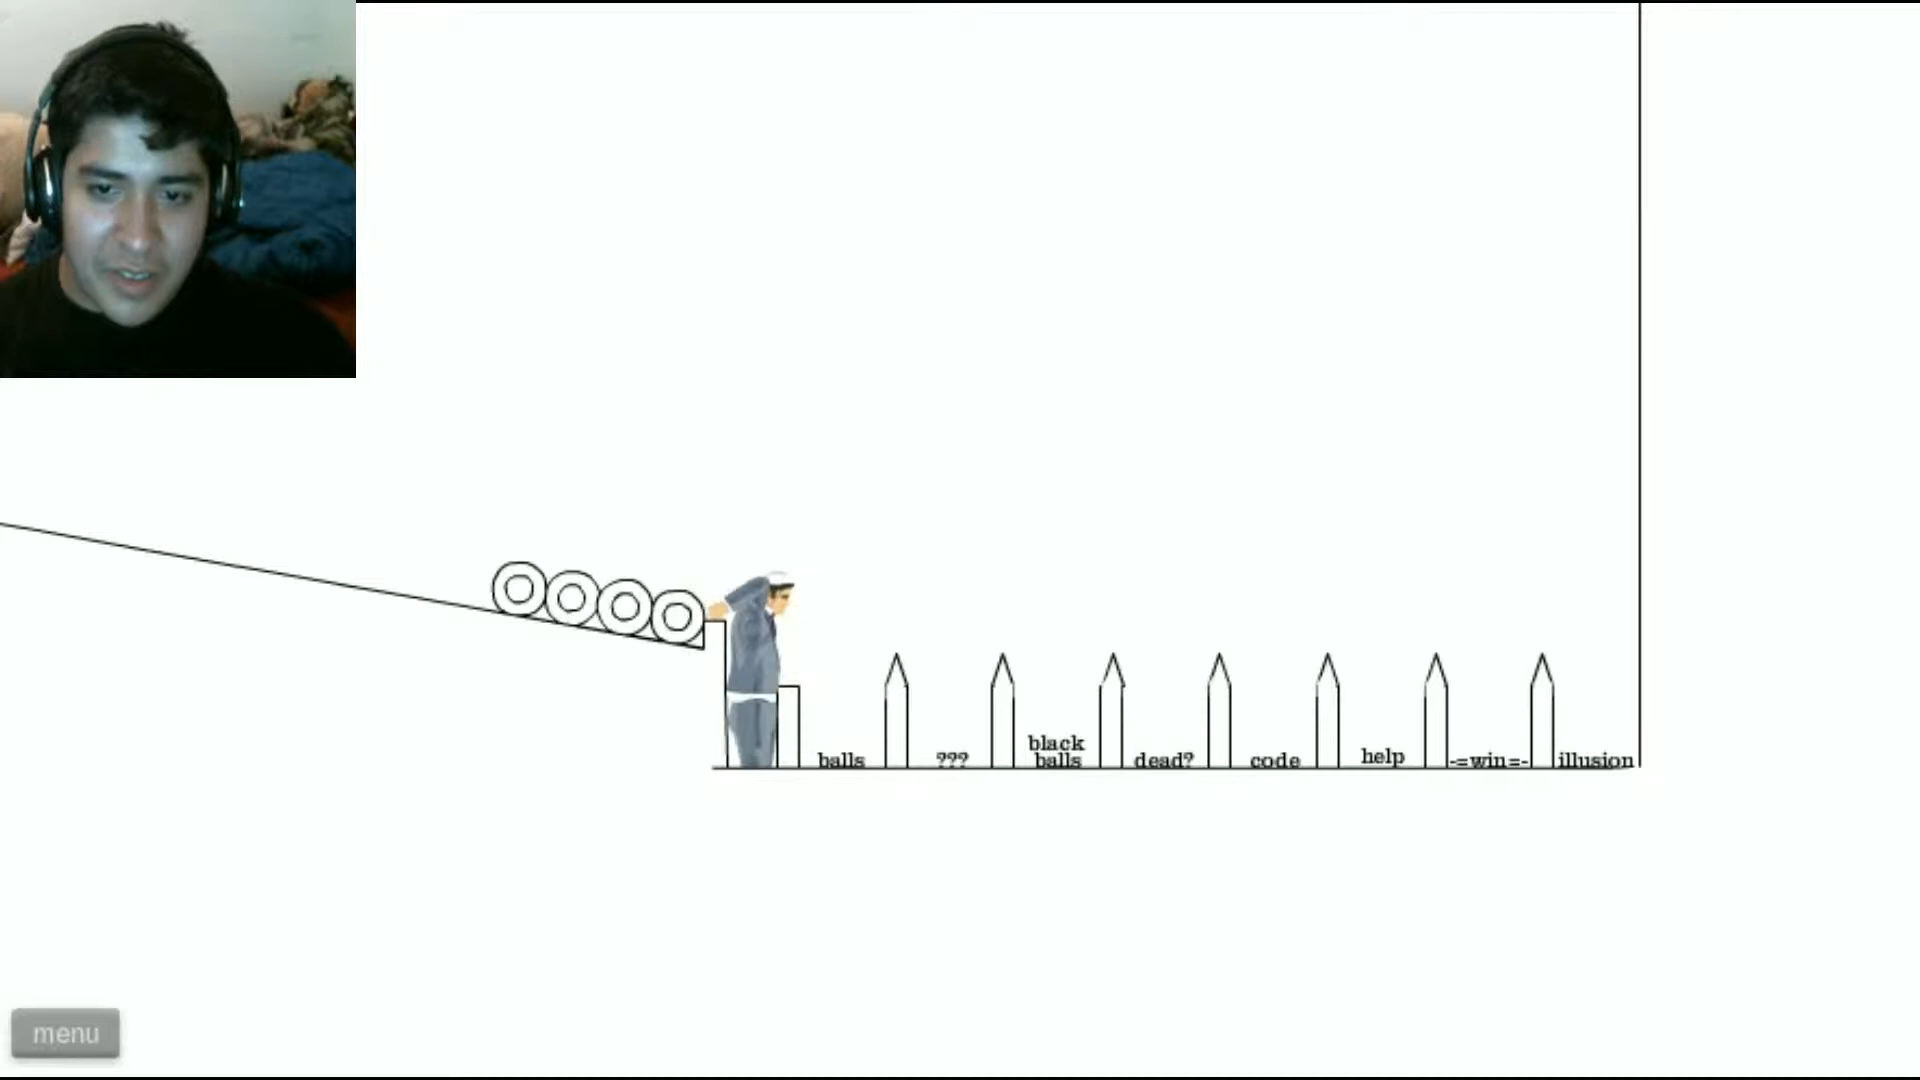 balls
???
black
balls
dead?
code
help
-=win=-
illusion
menu